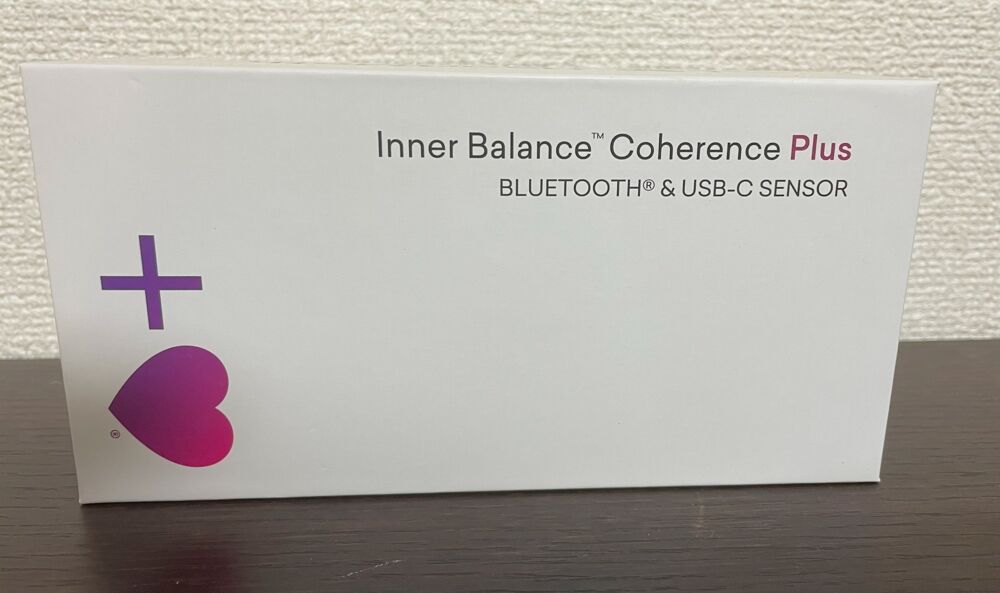 Inner Balance™ Coherence Plus
BLUETOOTH® & USB-C SENSOR
®